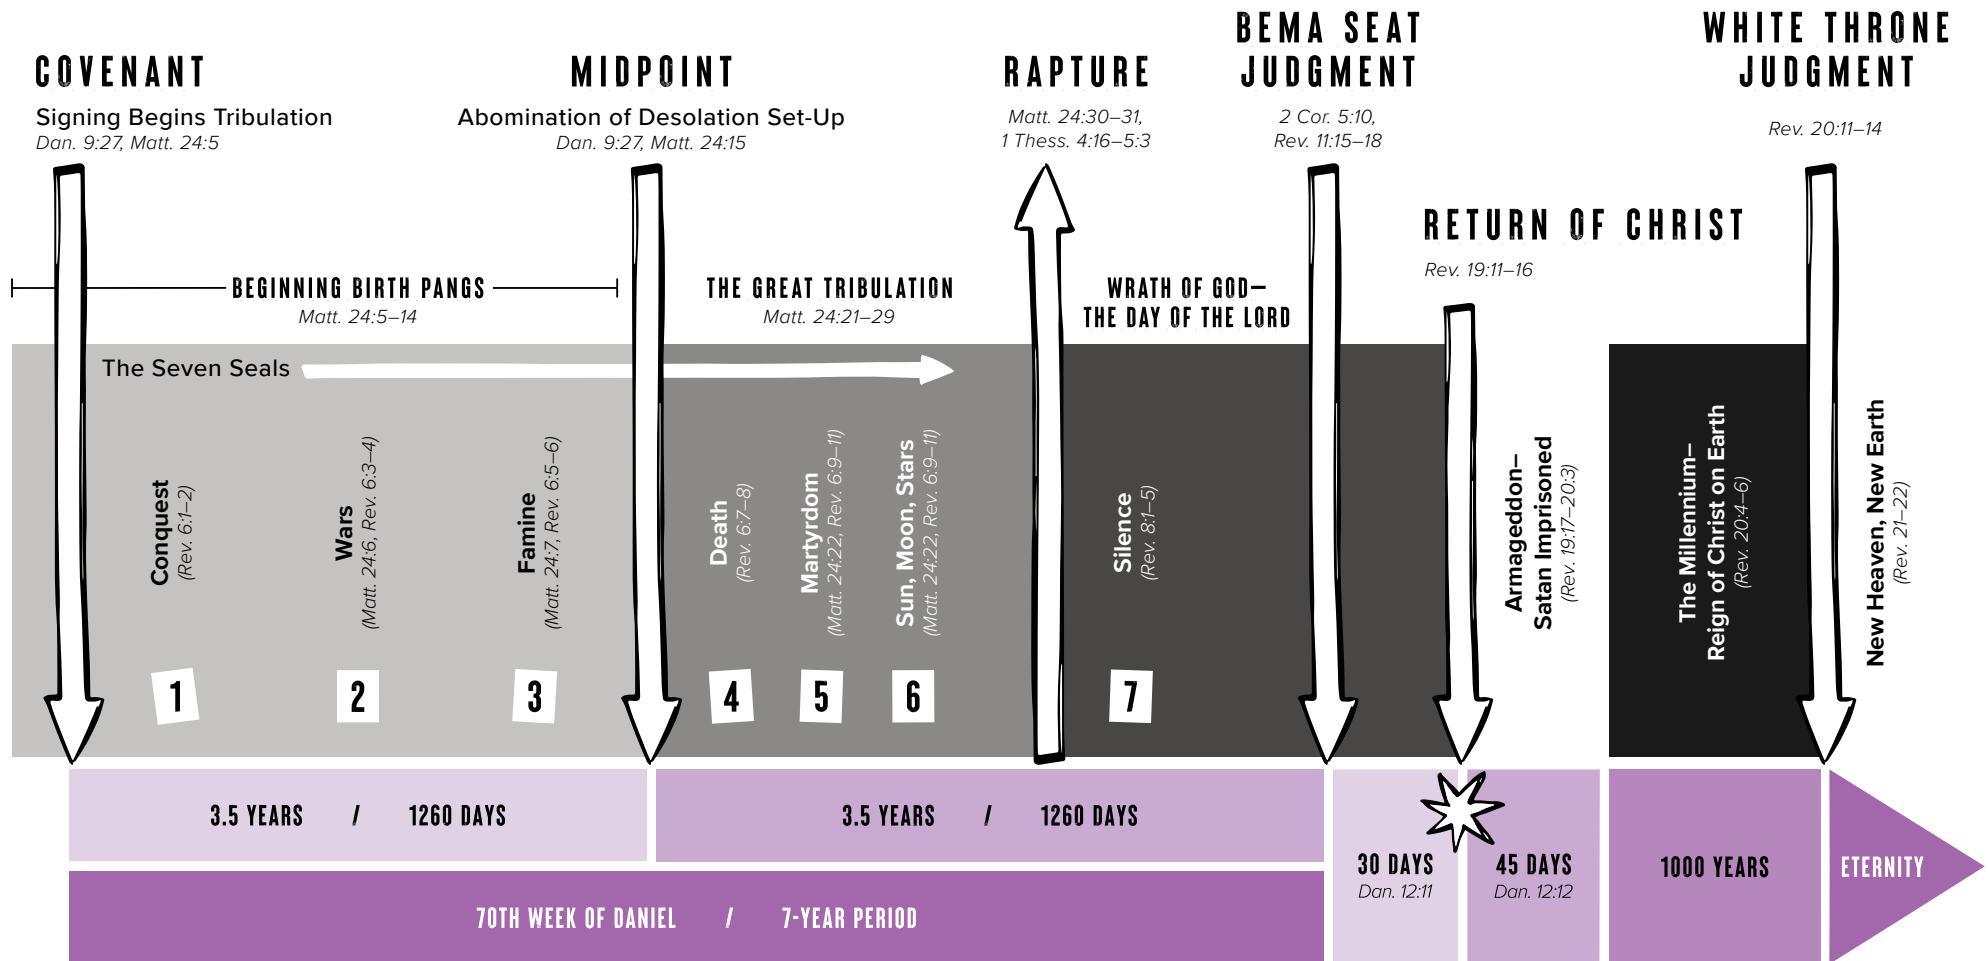 COVENANT
Signing Begins Tribulation
Dan. 9:27, Matt. 24:5
MIDPOINT
Abomination of Desolation Set-Up
Dan. 9:27, Matt. 24:15
RAPTURE
Matt. 24:30–31,
1 Thess. 4:16–5:3
BEMA SEAT
JUDGMENT
2 Cor. 5:10,
Rev. 11:15–18
WHITE THRONE
JUDGMENT
Rev. 20:11–14
RETURN OF CHRIST
Rev. 19:11–16
BEGINNING BIRTH PANGS
Matt. 24:5–14
THE GREAT TRIBULATION
Matt. 24:21–29
WRATH OF GOD—
THE DAY OF THE LORD
The Seven Seals
Conquest
(Rev. 6:1–2)
1
Wars
(Matt. 24:6, Rev. 6:3–4)
2
Famine
(Matt. 24:7, Rev. 6:5–6)
3
Death
(Rev. 6:7–8)
4
Martyrdom
(Matt. 24:22, Rev. 6:9–11)
5
Sun, Moon, Stars
(Matt. 24:22, Rev. 6:9–11)
6
Silence
(Rev. 8:1–5)
7
Armageddon–
Satan Imprisoned
(Rev. 19:17–20:3)
The Millennium–
Reign of Christ on Earth
(Rev. 20:4–6)
New Heaven, New Earth
(Rev. 21–22)
3.5 YEARS / 1260 DAYS
3.5 YEARS / 1260 DAYS
30 DAYS
Dan. 12:11
45 DAYS
Dan. 12:12
1000 YEARS
ETERNITY
70TH WEEK OF DANIEL / 7-YEAR PERIOD